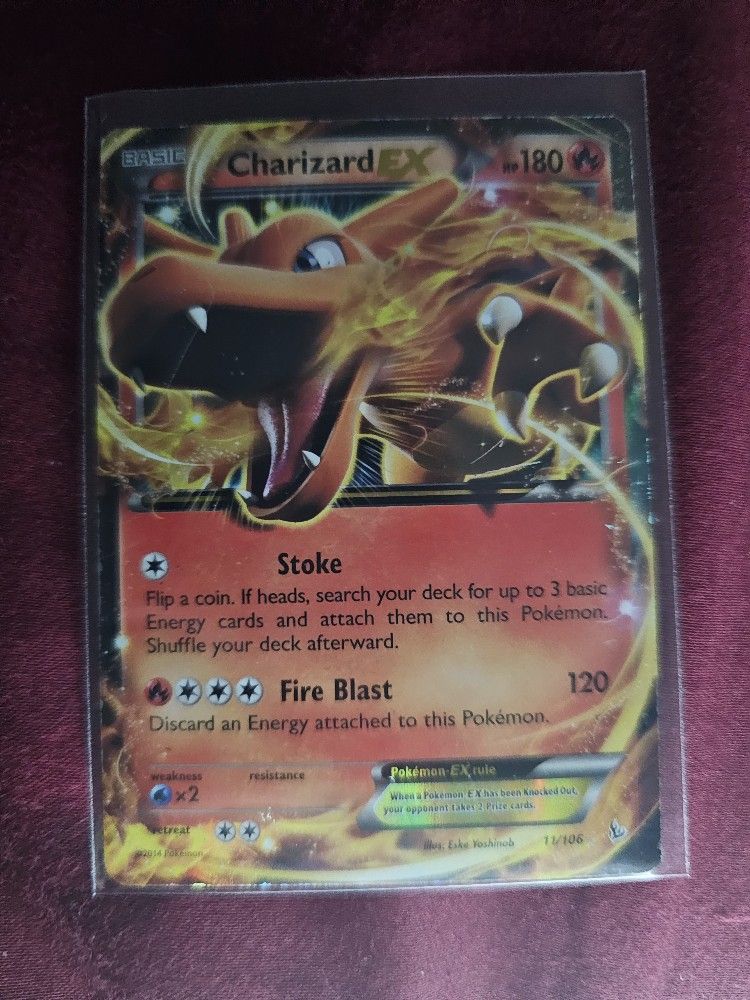 BASIC Charizard EX HP180
Stoke
Flip a coin. If heads, search your deck for up to 3 basic
Energy cards and attach them to this Pokémon.
Shuffle your deck afterward.
Fire Blast 120
Discard an Energy attached to this Pokémon.
weakness resistance
×2
Pokémon-EX rule
When a Pokémon-EX has been Knocked Out,
your opponent takes 2 Prize cards.
retreat
©2014 Pokémon
Illus. Eske Yoshinob
11/106